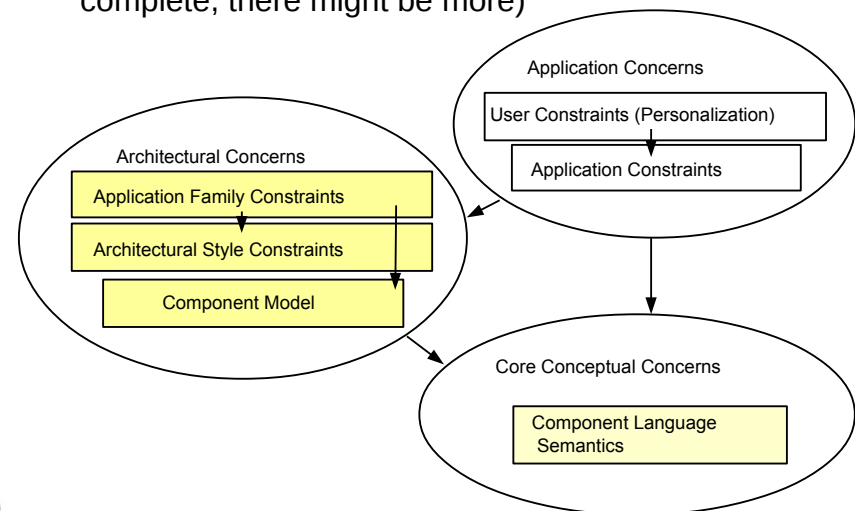 complete, there might be more)
Application Concerns
User Constraints (Personalization)
Application Constraints
Architectural Concerns
Application Family Constraints
Architectural Style Constraints
Component Model
Core Conceptual Concerns
Component Language
Semantics